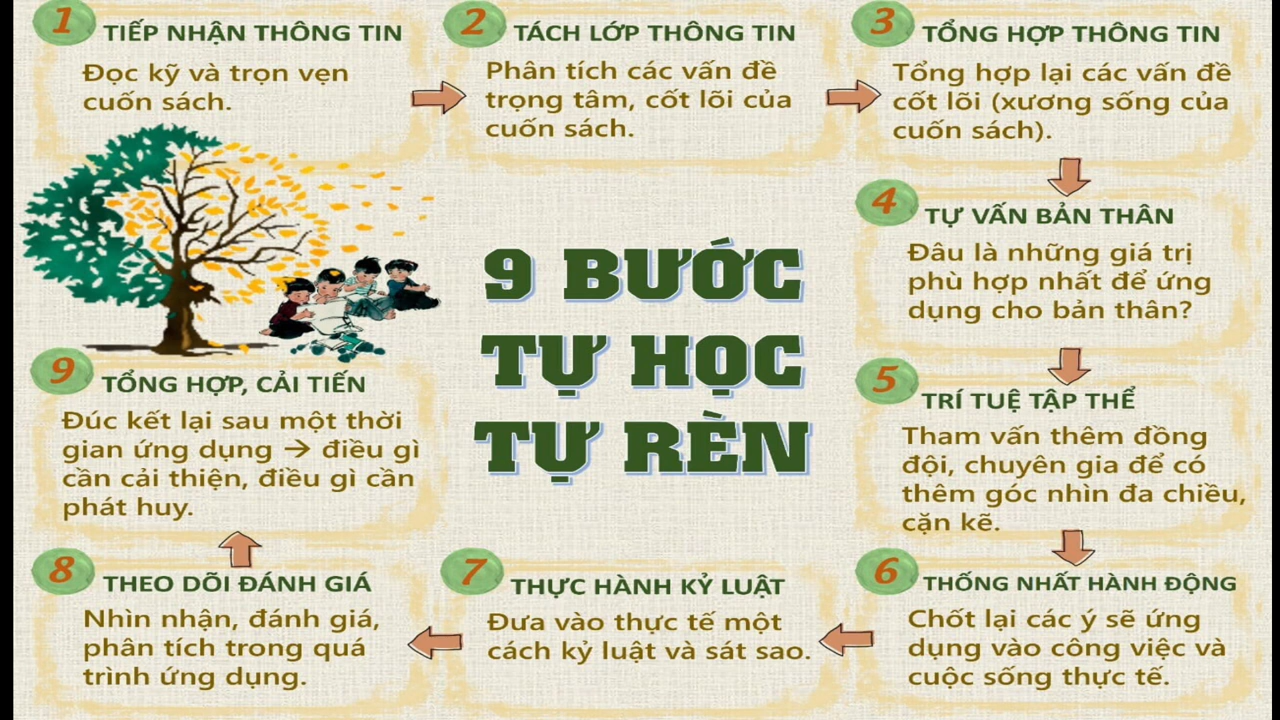 1
TIẾP NHẬN THÔNG TIN
Đọc kỹ và trọn vẹn
cuốn sách.
2
TÁCH LỚP THÔNG TIN
Phân tích các vấn đề
trọng tâm, cốt lõi của
cuốn sách.
3
TỔNG HỢP THÔNG TIN
Tổng hợp lại các vấn đề
cốt lõi (xương sống của
cuốn sách).
4
TỰ VẤN BẢN THÂN
Đâu là những giá trị
phù hợp nhất để ứng
dụng cho bản thân?
9 BƯỚC
TỰ HỌC
TỰ RÈN
5
TRÍ TUỆ TẬP THỂ
Tham vấn thêm đồng
đội, chuyên gia để có
thêm góc nhìn đa chiều,
cặn kẽ.
6
THỐNG NHẤT HÀNH ĐỘNG
Chốt lại các ý sẽ ứng
dụng vào công việc và
cuộc sống thực tế.
7
THỰC HÀNH KỶ LUẬT
Đưa vào thực tế một
cách kỷ luật và sát sao.
8
THEO DÕI ĐÁNH GIÁ
Nhìn nhận, đánh giá,
phân tích trong quá
trình ứng dụng.
9
TỔNG HỢP, CẢI TIẾN
Đúc kết lại sau một thời
gian ứng dụng → điều gì
cần cải thiện, điều gì cần
phát huy.